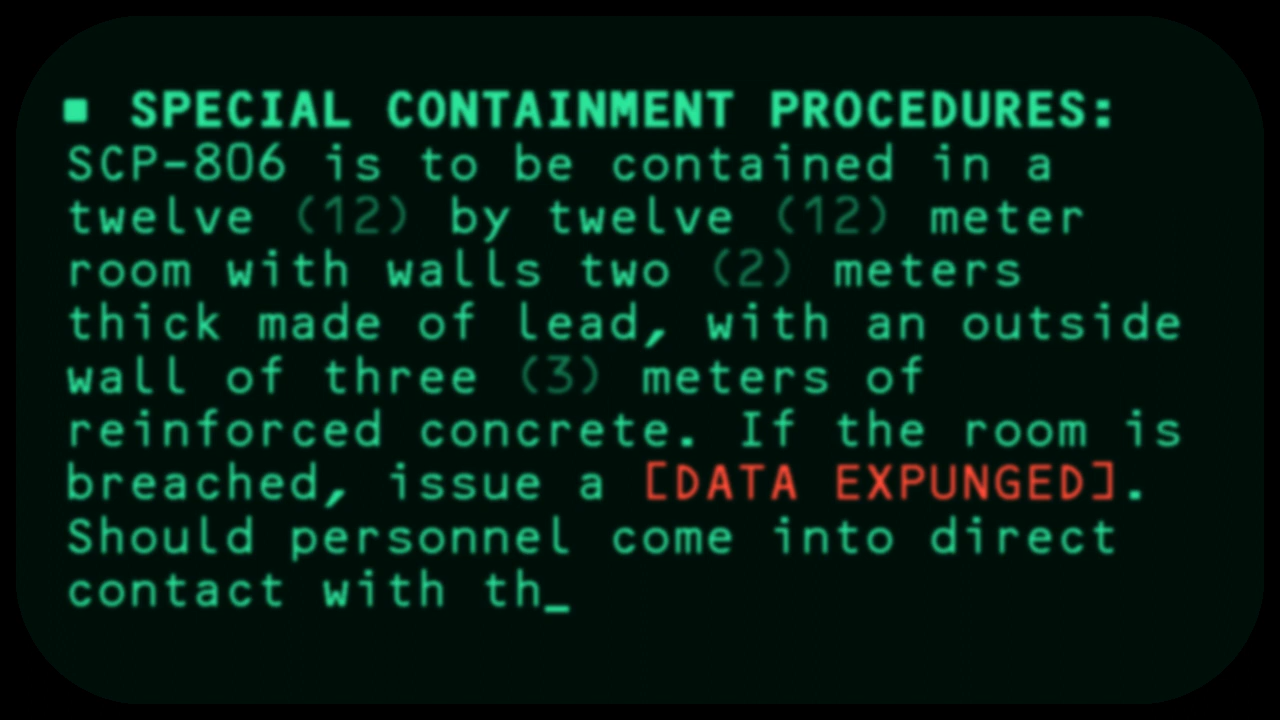 ■ SPECIAL CONTAINMENT PROCEDURES:
SCP-806 is to be contained in a
twelve (12) by twelve (12) meter
room with walls two (2) meters
thick made of lead, with an outside
wall of three (3) meters of
reinforced concrete. If the room is
breached, issue a [DATA EXPUNGED].
Should personnel come into direct
contact with th_